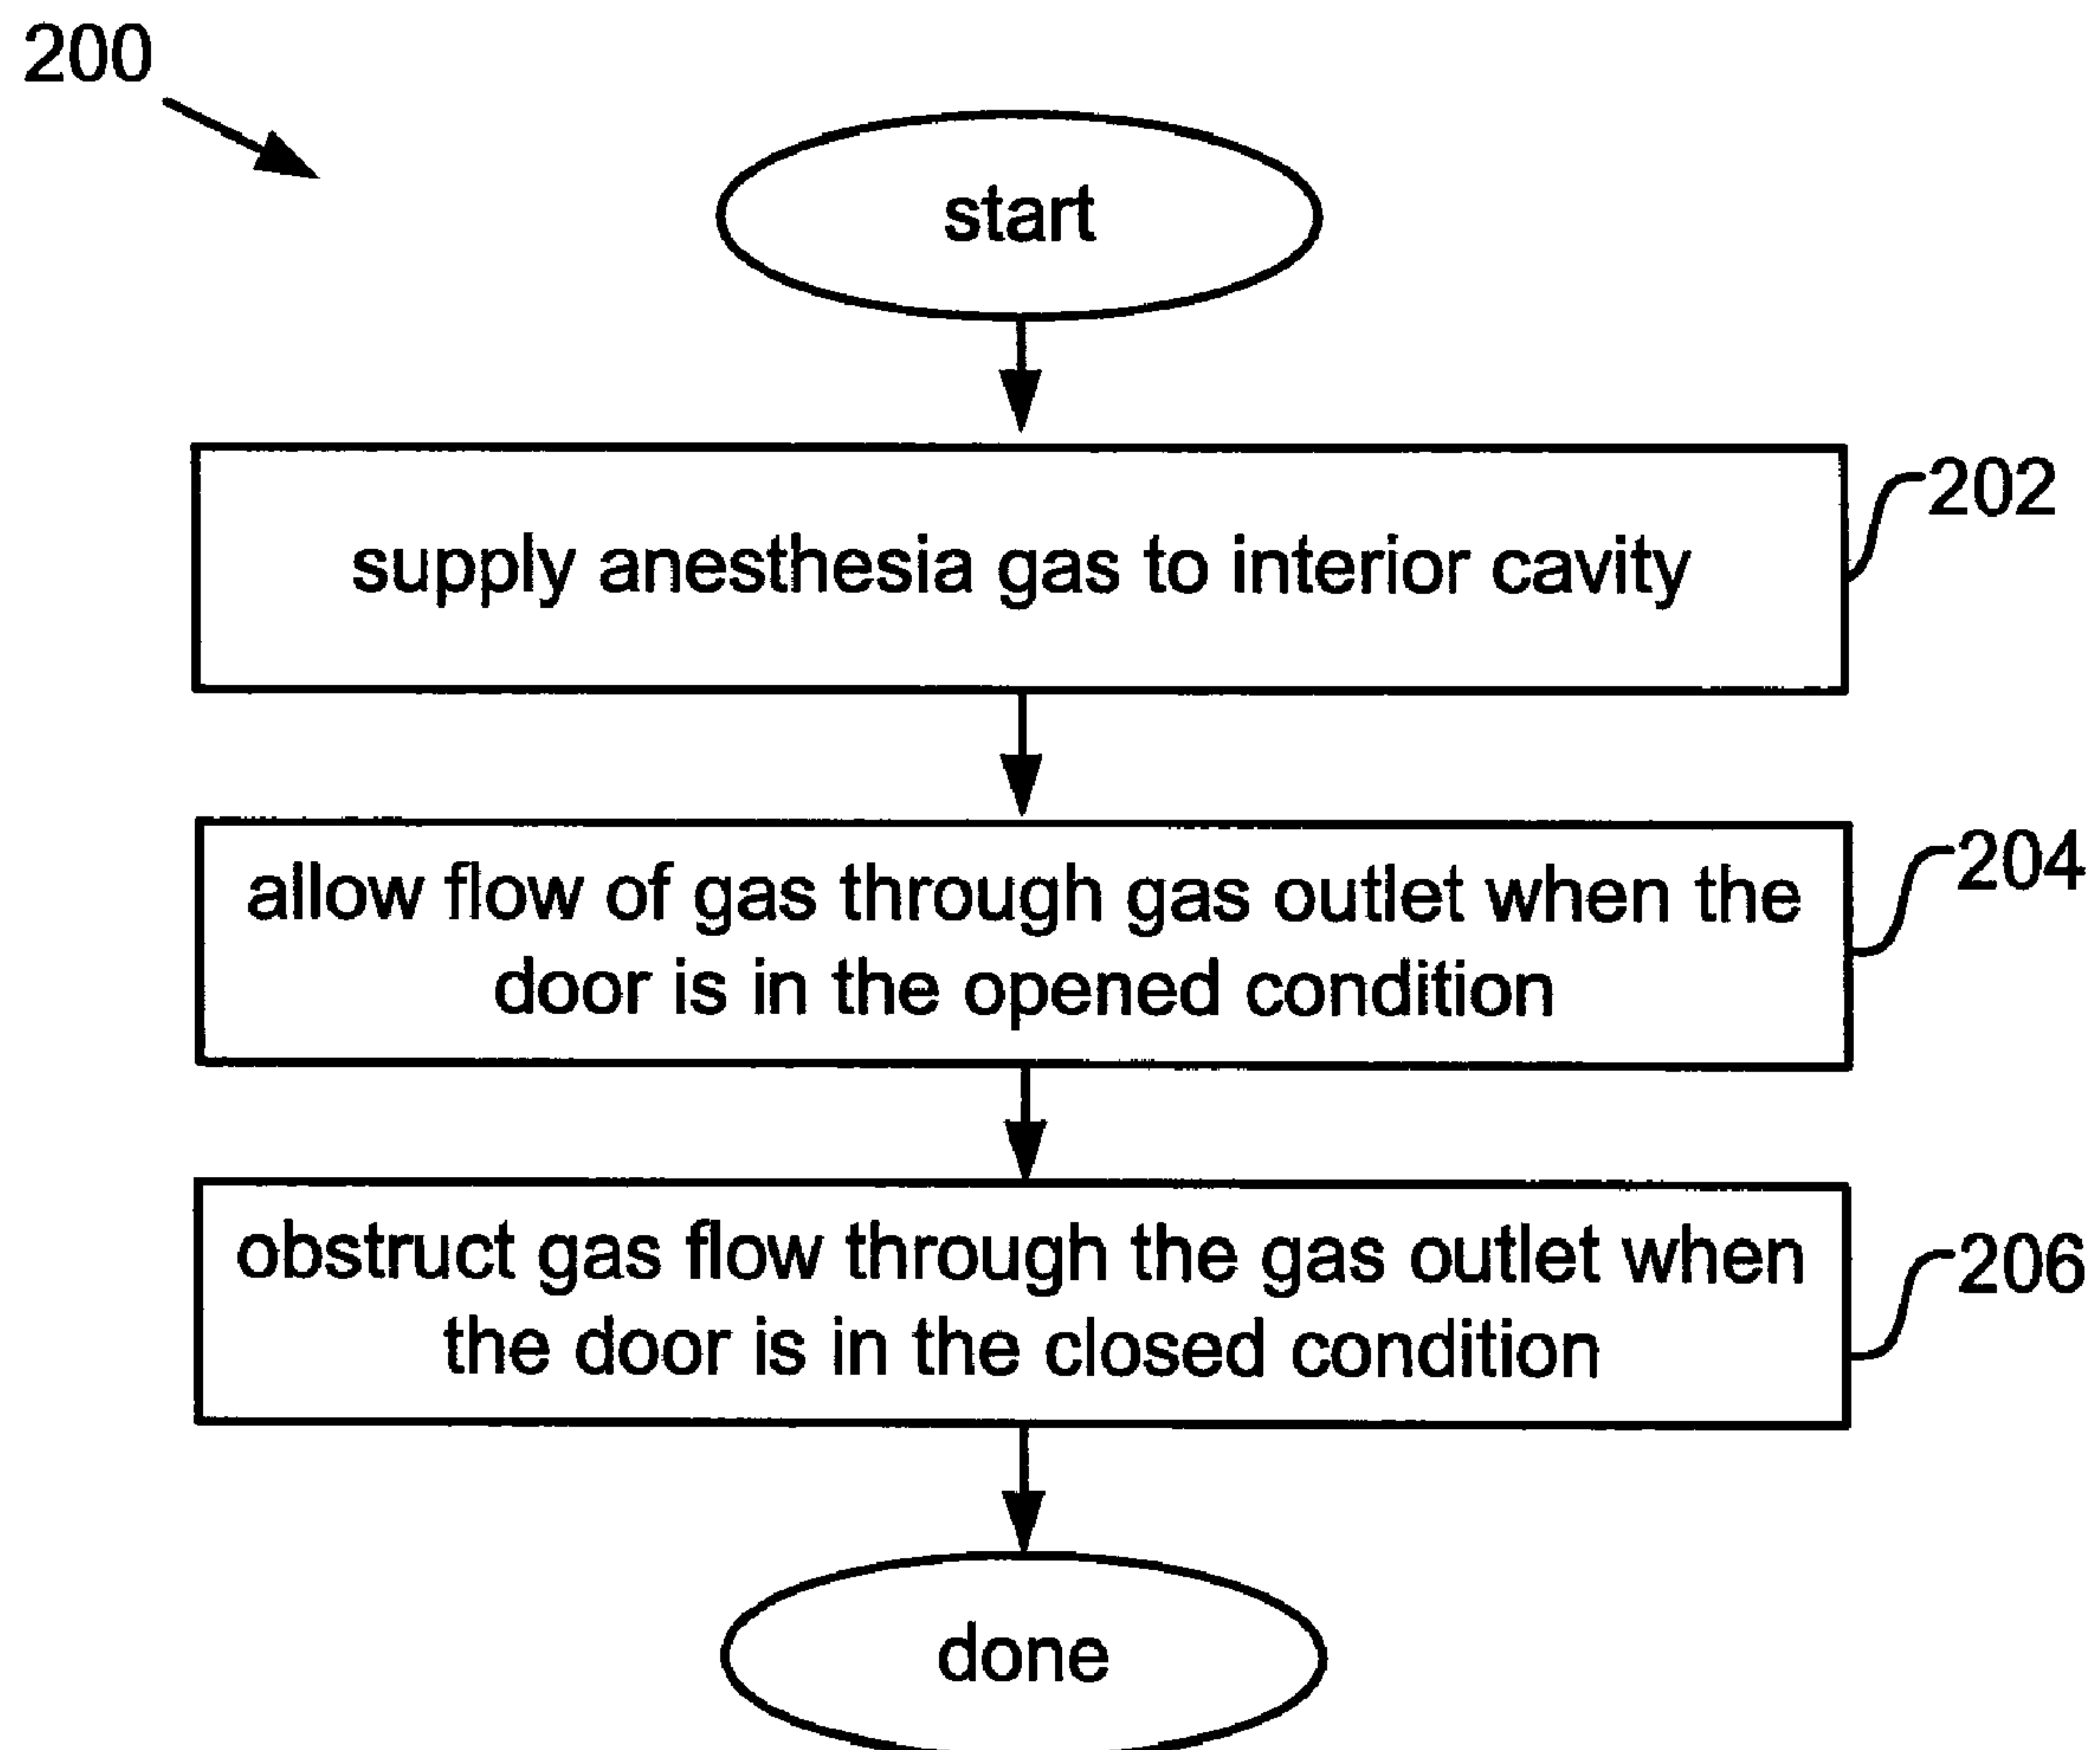 200
start
202
supply anesthesia gas to interior cavity
204
allow flow of gas through gas outlet when the
door is in the opened condition
206
obstruct gas flow through the gas outlet when
the door is in the closed condition
done